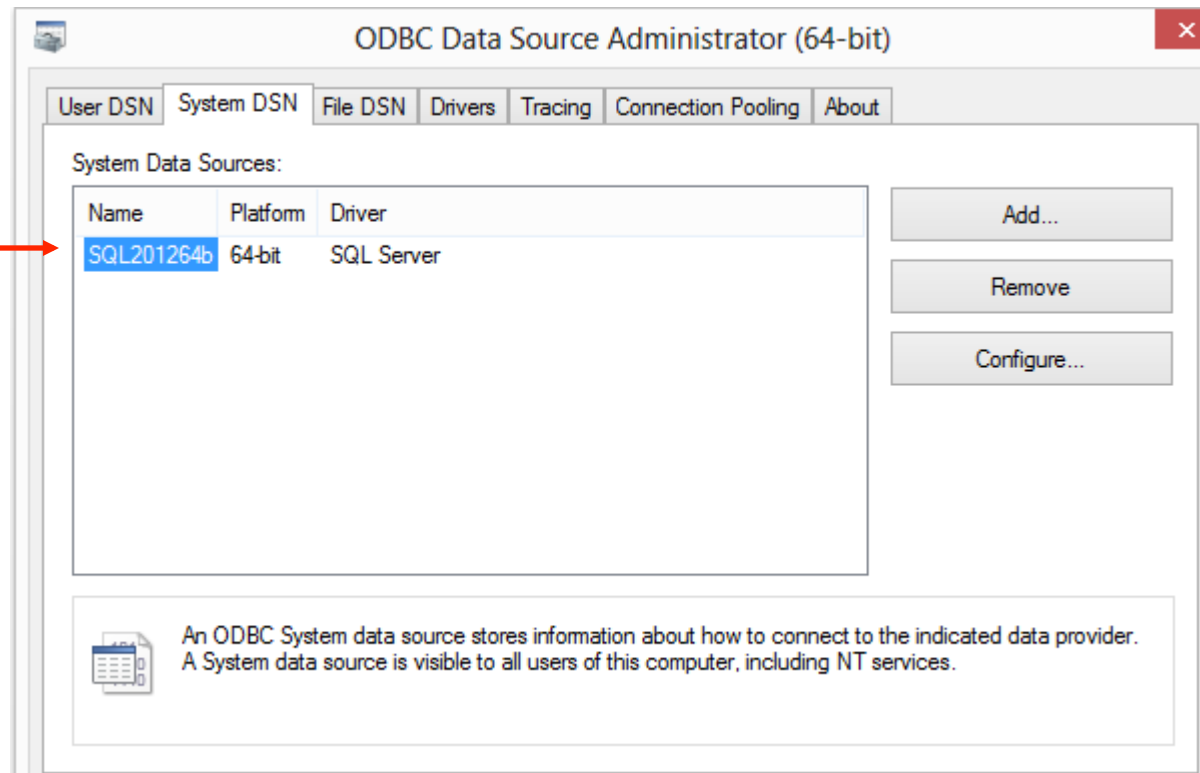 ODBC Data Source Administrator (64-bit)
User DSN System DSN File DSN Drivers Tracing Connection Pooling About
System Data Sources:
Name Platform Driver
SQL201264b 64-bit SQL Server
Add...
Remove
Configure...
An ODBC System data source stores information about how to connect to the indicated data provider.
A System data source is visible to all users of this computer, including NT services.